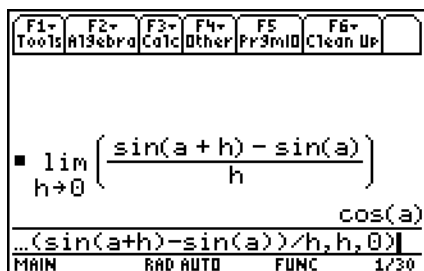 F1▾ F2▾ F3▾ F4▾ F5 F6▾
Tools Algebra Calc Other PrgmIO Clean Up
▪ lim h→0 ((sin(a + h) − sin(a))/h)
cos(a)
…(sin(a+h)-sin(a))/h,h,0)
MAIN RAD AUTO FUNC 1/30